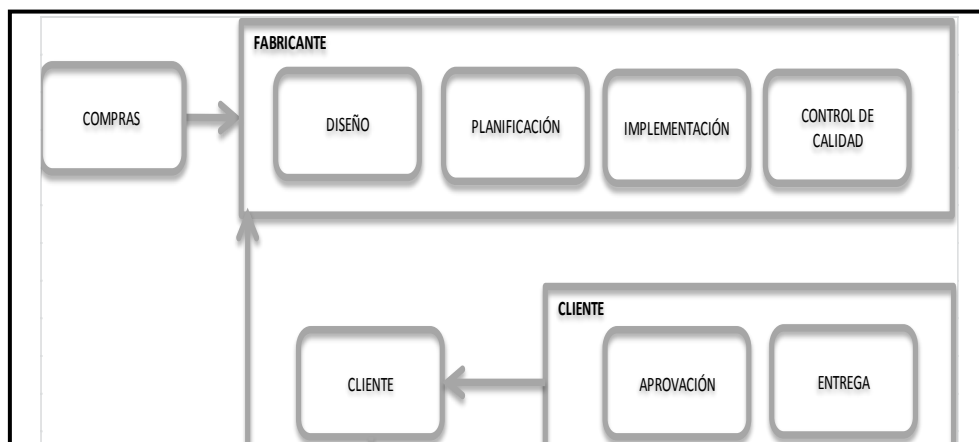 FABRICANTE
COMPRAS
DISEÑO
PLANIFICACIÓN
IMPLEMENTACIÓN
CONTROL DE
CALIDAD
CLIENTE
CLIENTE
APROVACIÓN
ENTREGA